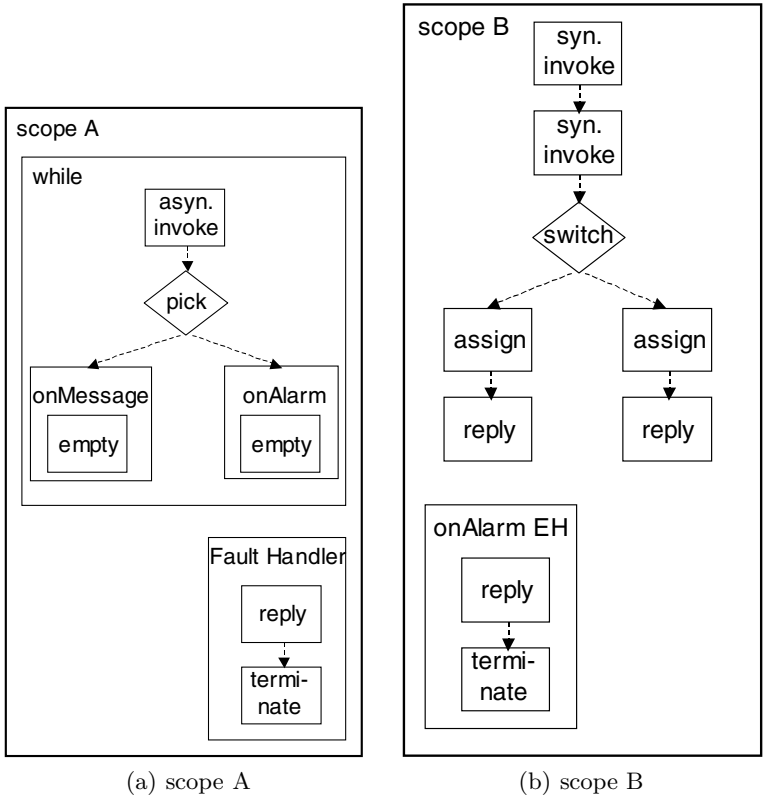 scope A
while
asyn.
invoke
pick
onMessage
empty
onAlarm
empty
Fault Handler
reply
termi-
nate
(a) scope A
scope B
syn.
invoke
syn.
invoke
switch
assign
assign
reply
reply
onAlarm EH
reply
termi-
nate
(b) scope B